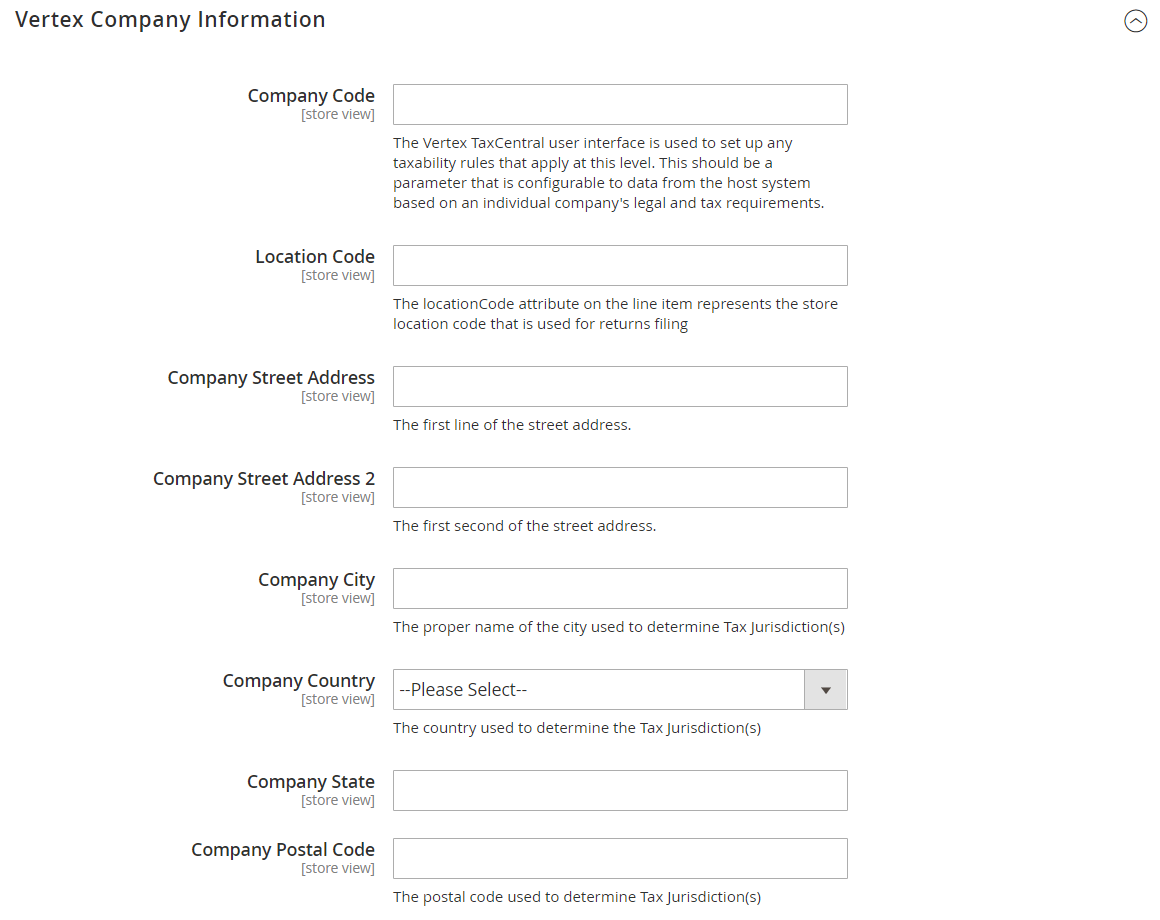 Vertex Company Information
Company Code
[store view]
The Vertex TaxCentral user interface is used to set up any
taxability rules that apply at this level. This should be a
parameter that is configurable to data from the host system
based on an individual company's legal and tax requirements.
Location Code
[store view]
The locationCode attribute on the line item represents the store
location code that is used for returns filing
Company Street Address
[store view]
The first line of the street address.
Company Street Address 2
[store view]
The first second of the street address.
Company City
[store view]
The proper name of the city used to determine Tax Jurisdiction(s)
Company Country
[store view]
--Please Select--
The country used to determine the Tax Jurisdiction(s)
Company State
[store view]
Company Postal Code
[store view]
The postal code used to determine Tax Jurisdiction(s)